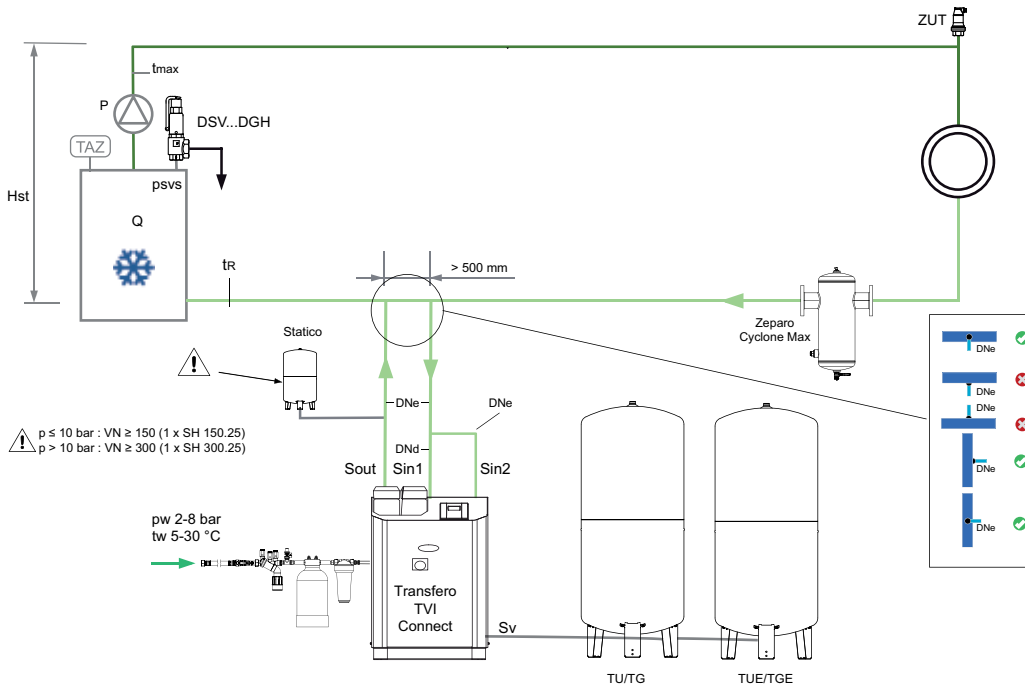 ZUT
tmax
P
DSV...DGH
TAZ
psvs
Hst
Q
tR
> 500 mm
Zeparo
Cyclone Max
Statico
DNe
DNe
DNe
DNe
DNe
DNe
DNe
p ≤ 10 bar : VN ≥ 150 (1 x SH 150.25)
p > 10 bar : VN ≥ 300 (1 x SH 300.25)
DNd
Sout Sin1 Sin2
pw 2-8 bar
tw 5-30 °C
Transfero
TVI
Connect
Sv
TU/TG
TUE/TGE